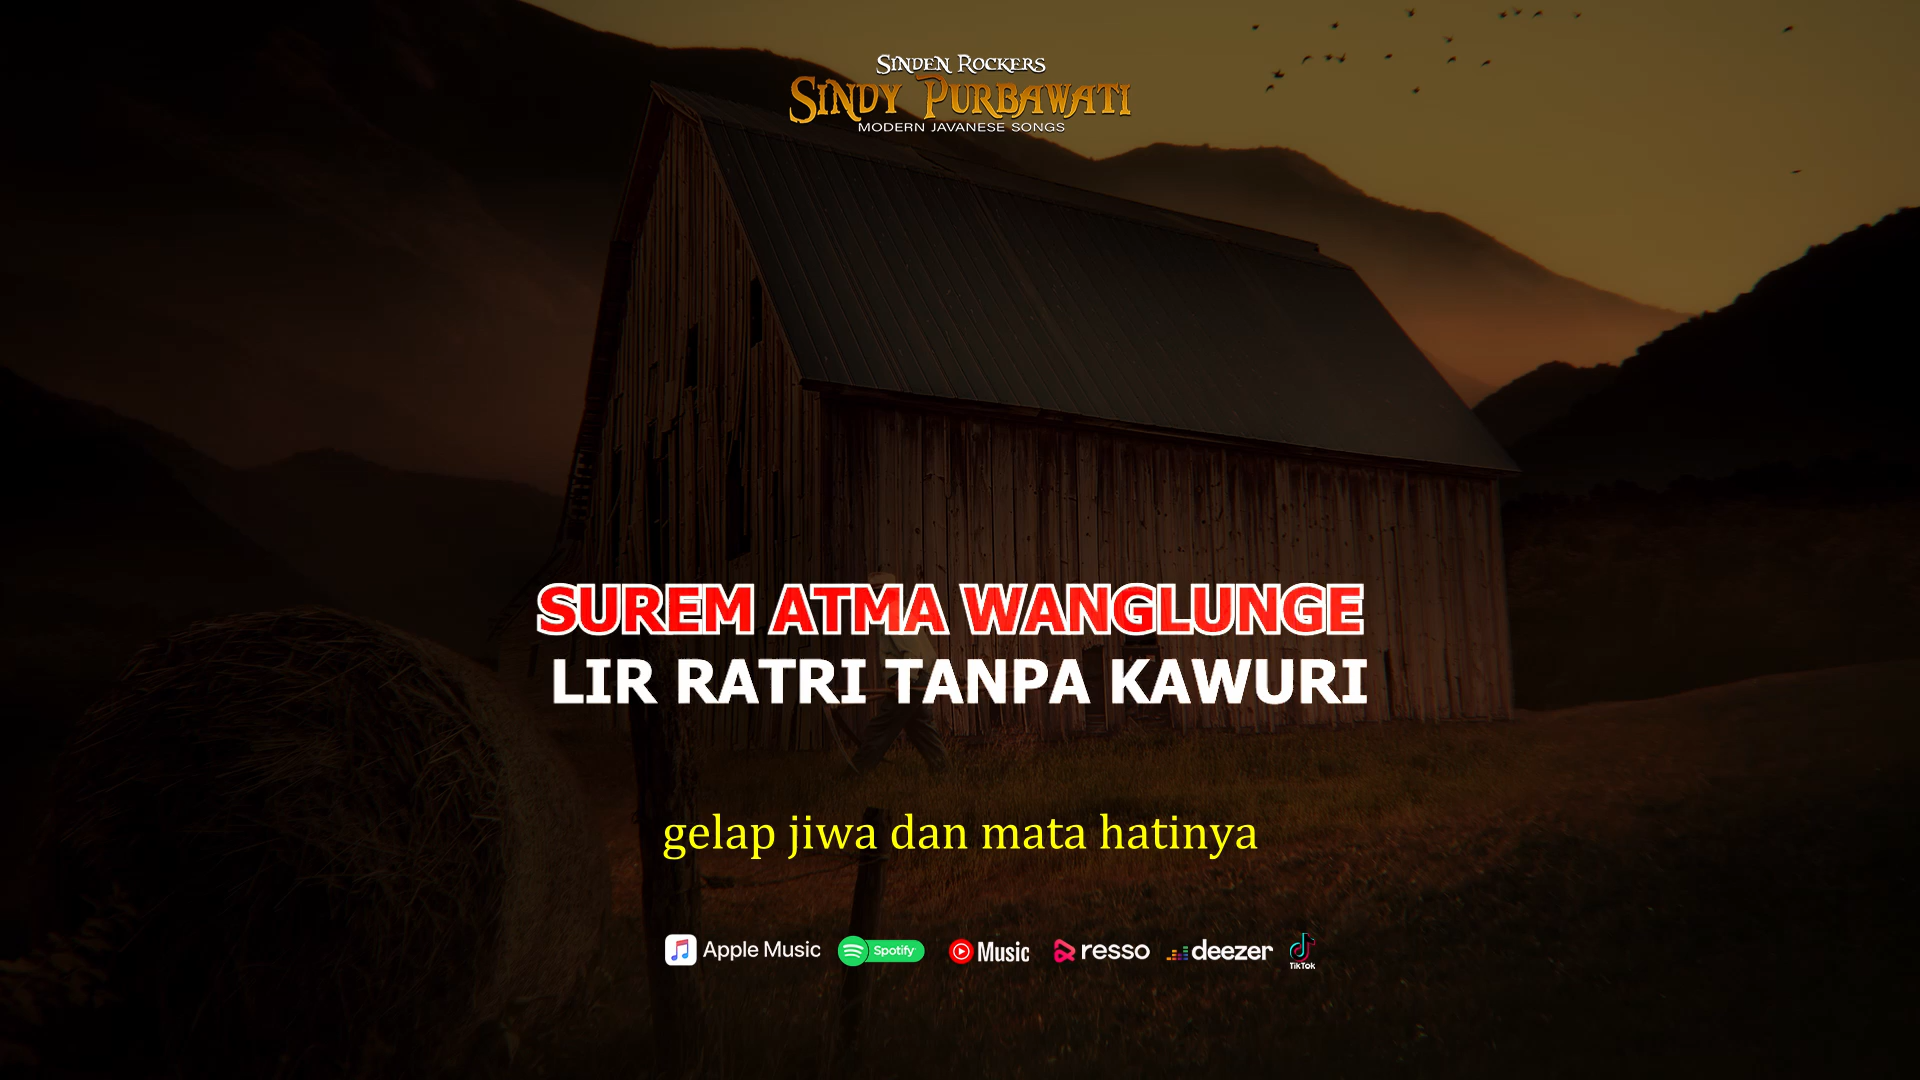 SINDEN ROCKERS
SINDY PURBAWATI
MODERN JAVANESE SONGS
SUREM ATMA WANGLUNGE
LIR RATRI TANPA KAWURI
gelap jiwa dan mata hatinya
Apple Music Spotify Music resso deezer TikTok